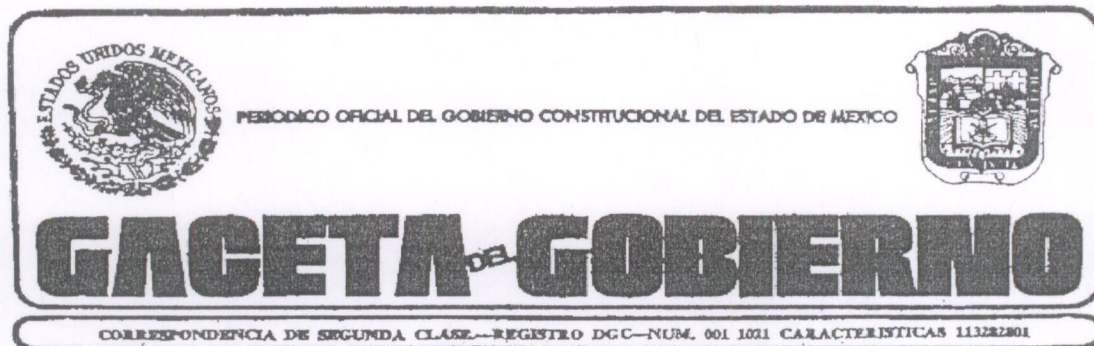 ESTADOS UNIDOS MEXICANOS
PERIODICO OFICIAL DEL GOBIERNO CONSTITUCIONAL DEL ESTADO DE MEXICO
GACETA DEL GOBIERNO
CORRESPONDENCIA DE SEGUNDA CLASE—REGISTRO DGC—NUM. 001 1021 CARACTERISTICAS 113282801